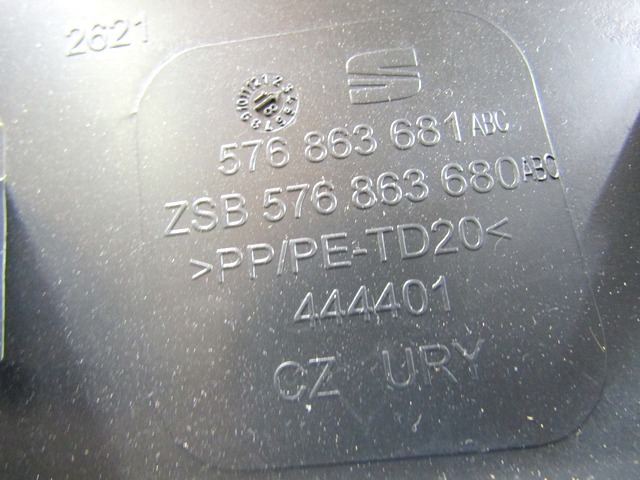 2621
576 863 681 ABC
ZSB 576 863 680 ABC
>PP/PE-TD20<
444401
CZ URY